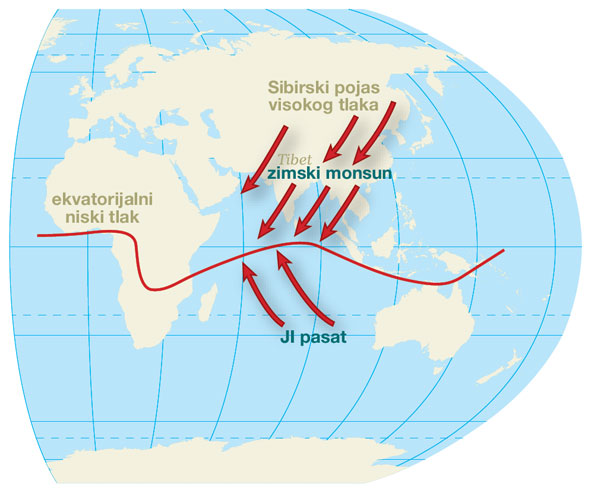 Sibirski pojas
visokog tlaka
Tibet
zimski monsun
ekvatorijalni
niski tlak
JI pasat